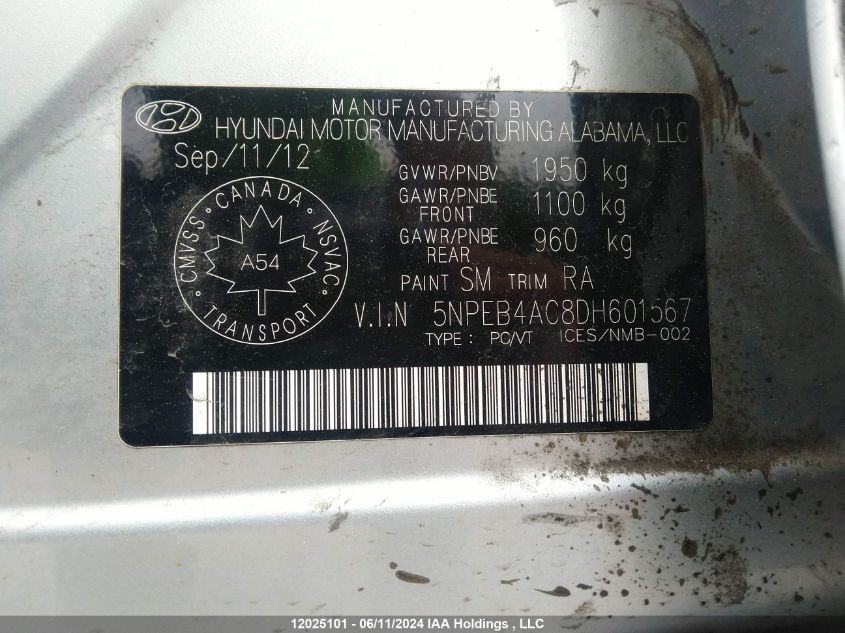 MANUFACTURED BY
HYUNDAI MOTOR MANUFACTURING ALABAMA, LLC
Sep/11/12
GVWR/PNBV 1950 kg
GAWR/PNBE FRONT 1100 kg
GAWR/PNBE REAR 960 kg
PAINT SM TRIM RA
CANADA
CMVSS · NSVAC
A54
TRANSPORT
V.I.N 5NPEB4AC8DH601567
TYPE : PC/VT ICES/NMB-002
12025101 - 06/11/2024 IAA Holdings , LLC